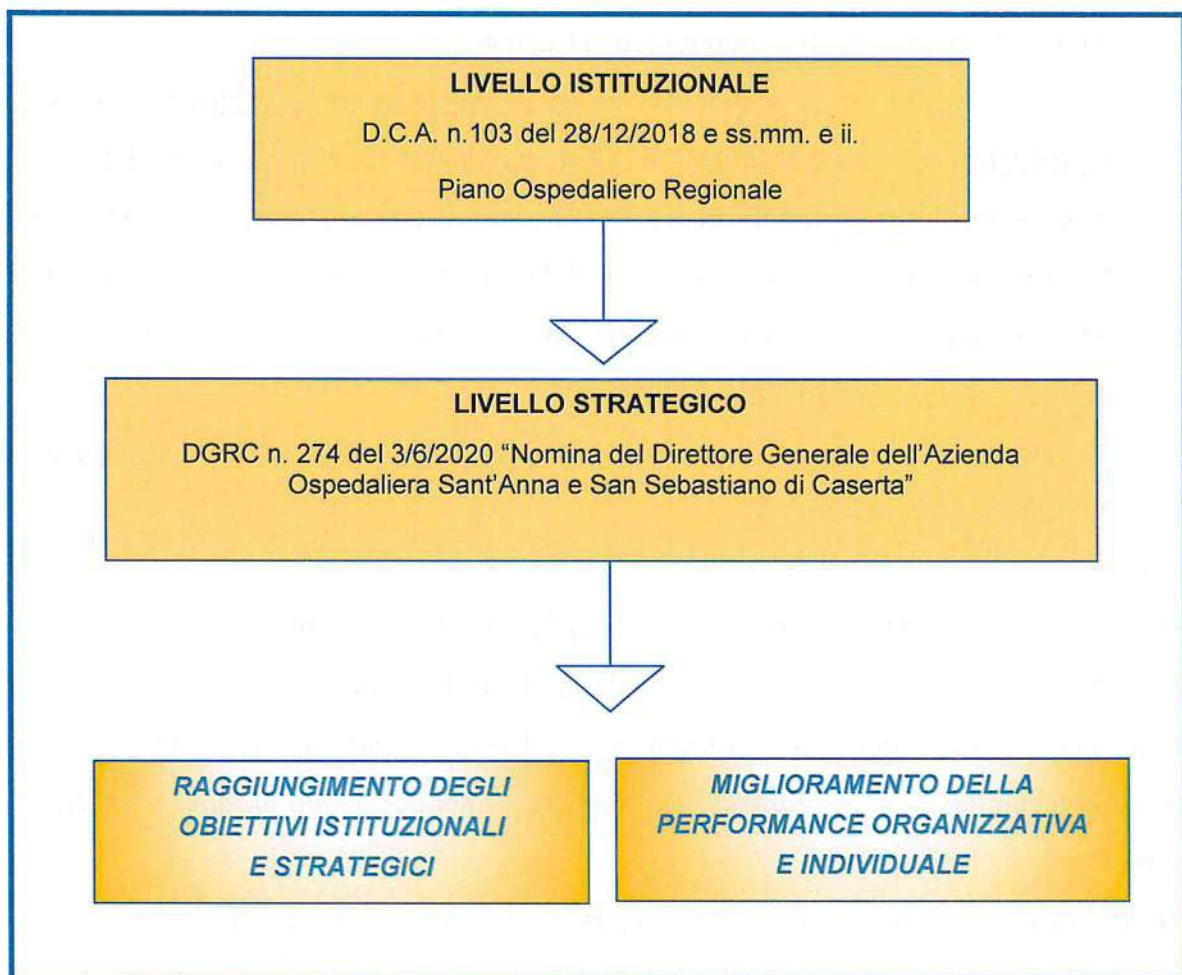 LIVELLO ISTITUZIONALE
D.C.A. n.103 del 28/12/2018 e ss.mm. e ii.
Piano Ospedaliero Regionale
LIVELLO STRATEGICO
DGRC n. 274 del 3/6/2020 “Nomina del Direttore Generale dell’Azienda
Ospedaliera Sant’Anna e San Sebastiano di Caserta”
RAGGIUNGIMENTO DEGLI
OBIETTIVI ISTITUZIONALI
E STRATEGICI
MIGLIORAMENTO DELLA
PERFORMANCE ORGANIZZATIVA
E INDIVIDUALE